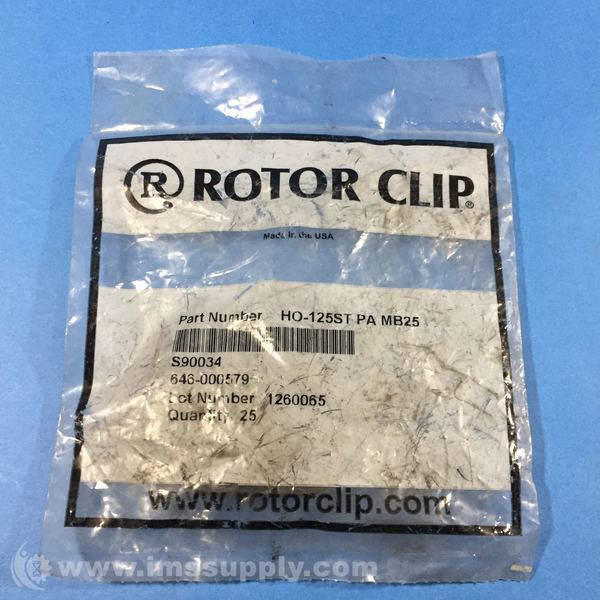 R ROTOR CLIP®
Made in the USA
Part Number HO-125ST PA MB25
S90034
646-000579
Lot Number 1260065
Quantity 25
www.rotorclip.com
© www.imssupply.com